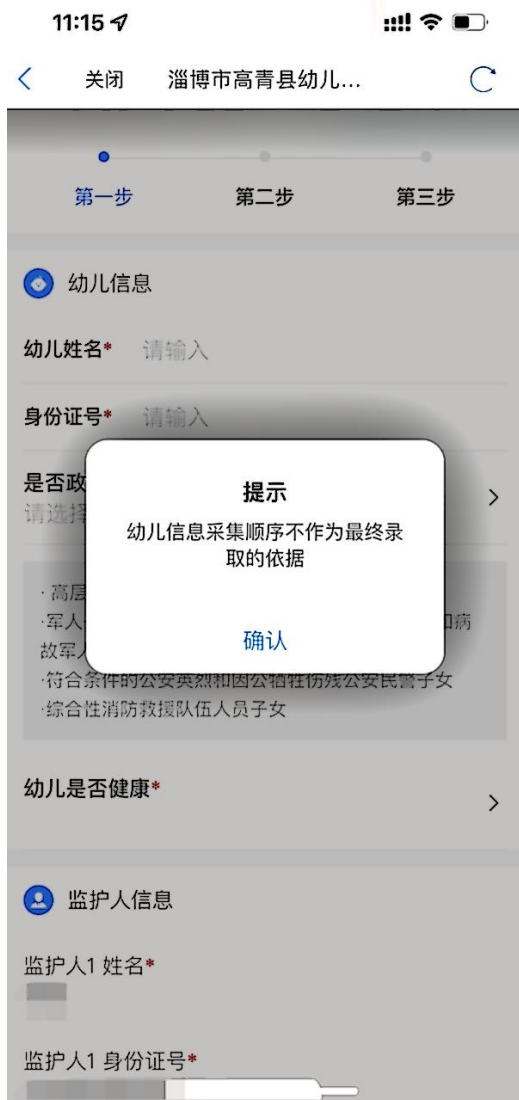 11:15
关闭
淄博市高青县幼儿...
第一步
第二步
第三步
幼儿信息
幼儿姓名*
请输入
身份证号*
请输入
是否政
请选择
提示
幼儿信息采集顺序不作为最终录
取的依据
确认
·高层
·军人
病
故军人
·符合条件的公安英烈和因公牺牲伤残公安民警子女
·综合性消防救援队伍人员子女
幼儿是否健康*
监护人信息
监护人1 姓名*
监护人1 身份证号*